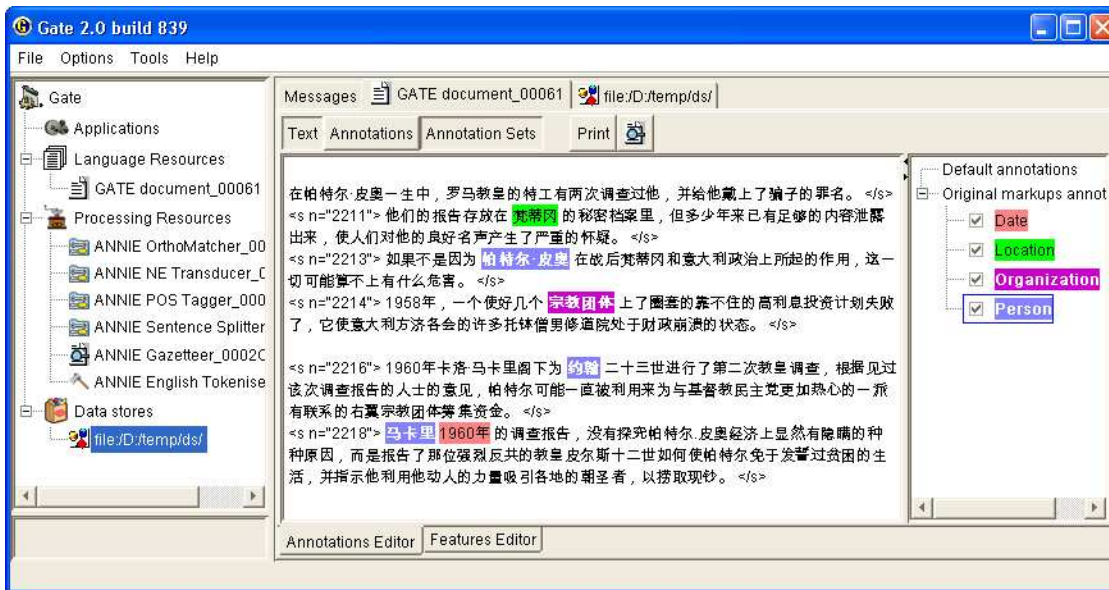 Gate 2.0 build 839
File Options Tools Help
Gate
Applications
Language Resources
GATE document_00061
Processing Resources
ANNIE OrthoMatcher_00
ANNIE NE Transducer_C
ANNIE POS Tagger_000
ANNIE Sentence Splitter
ANNIE Gazetteer_0002C
ANNIE English Tokenise
Data stores
file:/D:/temp/ds/
Messages GATE document_00061 file:/D:/temp/ds/
Text Annotations Annotation Sets Print
在帕特尔·皮奥一生中，罗马教皇的特工有两次调查过他，并给他戴上了骗子的罪名。 </s>
<s n="2211"> 他们的报告存放在 梵蒂冈 的秘密档案里，但多少年来已有足够的内容泄露
出来，使人们对他的良好名声产生了严重的怀疑。 </s>
<s n="2213"> 如果不是因为 帕特尔·皮奥 在战后梵蒂冈和意大利政治上所起的作用，这一
切可能算不上有什么危害。 </s>
<s n="2214"> 1958年，一个使好几个 宗教团体 上了圈套的靠不住的高利息投资计划失败
了，它使意大利方济各会的许多托钵僧男修道院处于财政崩溃的状态。 </s>
<s n="2216"> 1960年卡洛·马卡里阁下为 约翰 二十三世进行了第二次教皇调查，根据见过
该次调查报告的人士的意见，帕特尔可能一直被利用来为与基督教民主党更加热心的一派
有联系的右翼宗教团体筹集资金。 </s>
<s n="2218"> 马卡里 1960年 的调查报告，没有探究帕特尔.皮奥经济上显然有隐瞒的种
种原因，而是报告了那位强烈反共的教皇皮尔斯十二世如何使帕特尔免于发誓过贫困的生
活，并指示他利用他动人的力量吸引各地的朝圣者，以捞取现钞。 </s>
Default annotations
Original markups annot
Date
Location
Organization
Person
Annotations Editor Features Editor